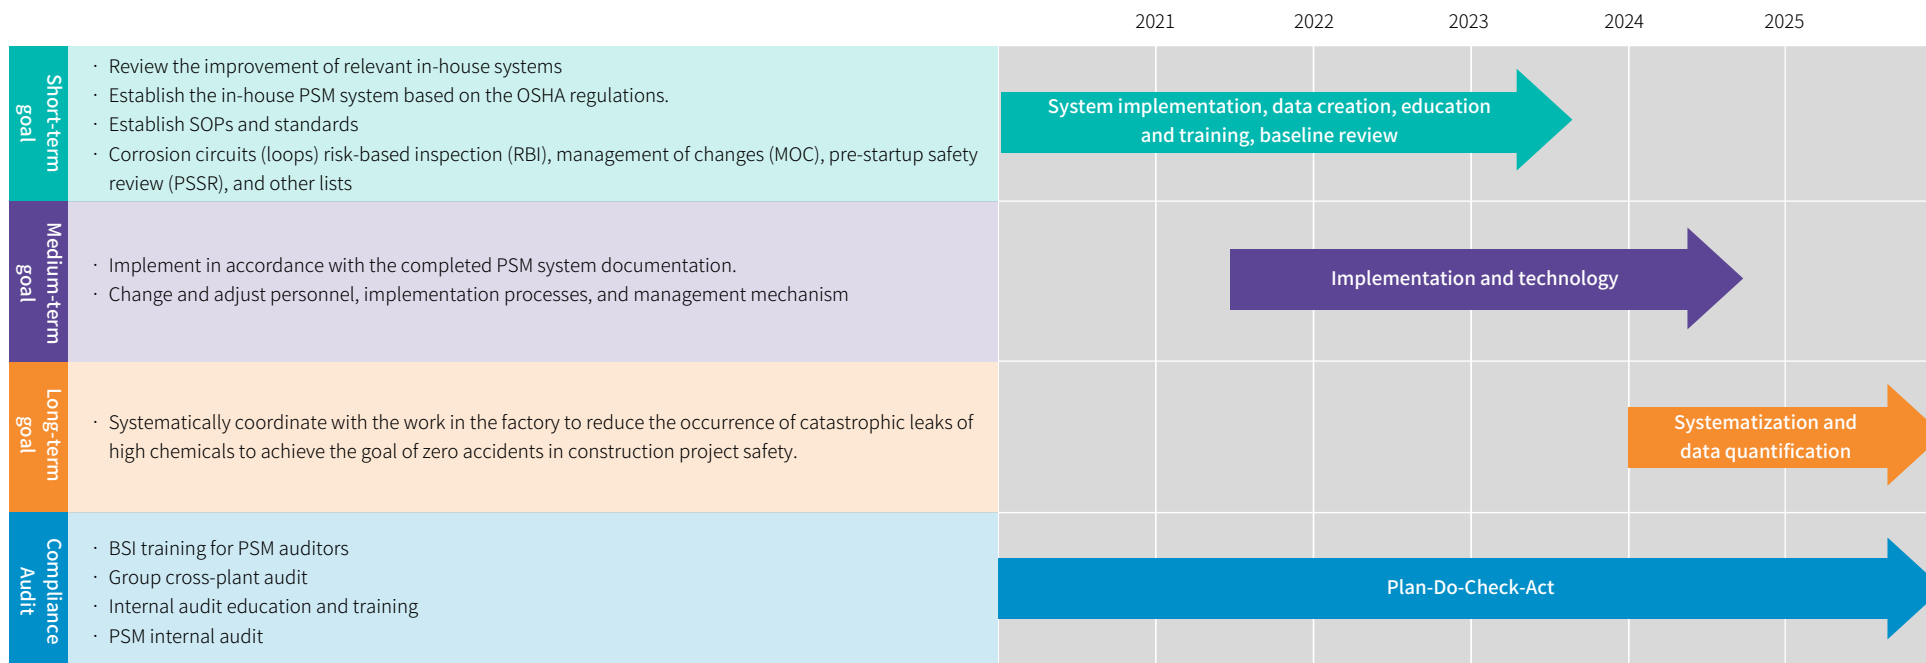 2021 2022 2023 2024 2025
Short-term
goal
· Review the improvement of relevant in-house systems
· Establish the in-house PSM system based on the OSHA regulations.
· Establish SOPs and standards
· Corrosion circuits (loops) risk-based inspection (RBI), management of changes (MOC), pre-startup safety
review (PSSR), and other lists
System implementation, data creation, education
and training, baseline review
Medium-term
goal
· Implement in accordance with the completed PSM system documentation.
· Change and adjust personnel, implementation processes, and management mechanism
Implementation and technology
Long-term
goal
· Systematically coordinate with the work in the factory to reduce the occurrence of catastrophic leaks of
high chemicals to achieve the goal of zero accidents in construction project safety.
Systematization and
data quantification
Compliance
Audit
· BSI training for PSM auditors
· Group cross-plant audit
· Internal audit education and training
· PSM internal audit
Plan-Do-Check-Act